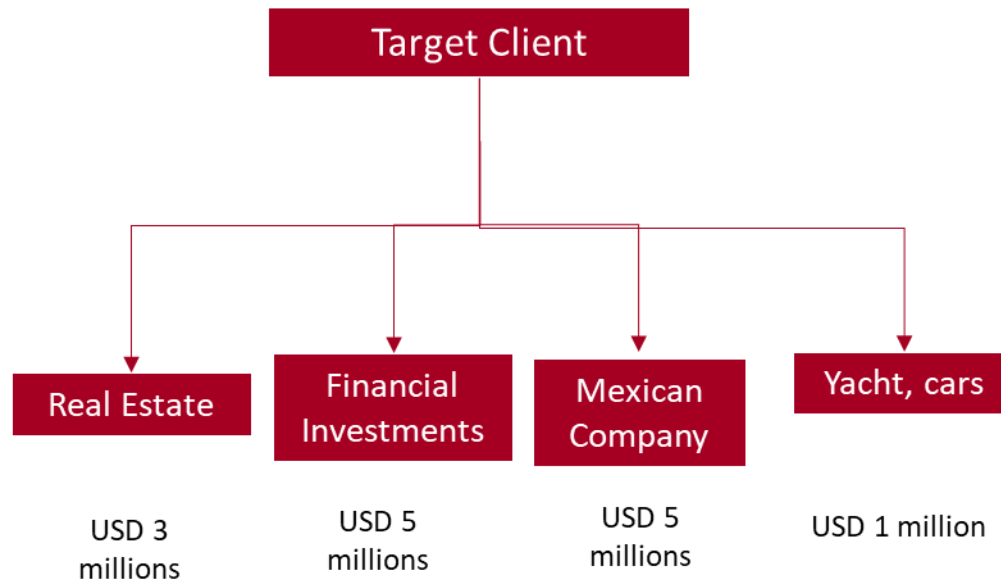 Target Client
Real Estate
Financial
Investments
Mexican
Company
Yacht, cars
USD 3
millions
USD 5
millions
USD 5
millions
USD 1 million